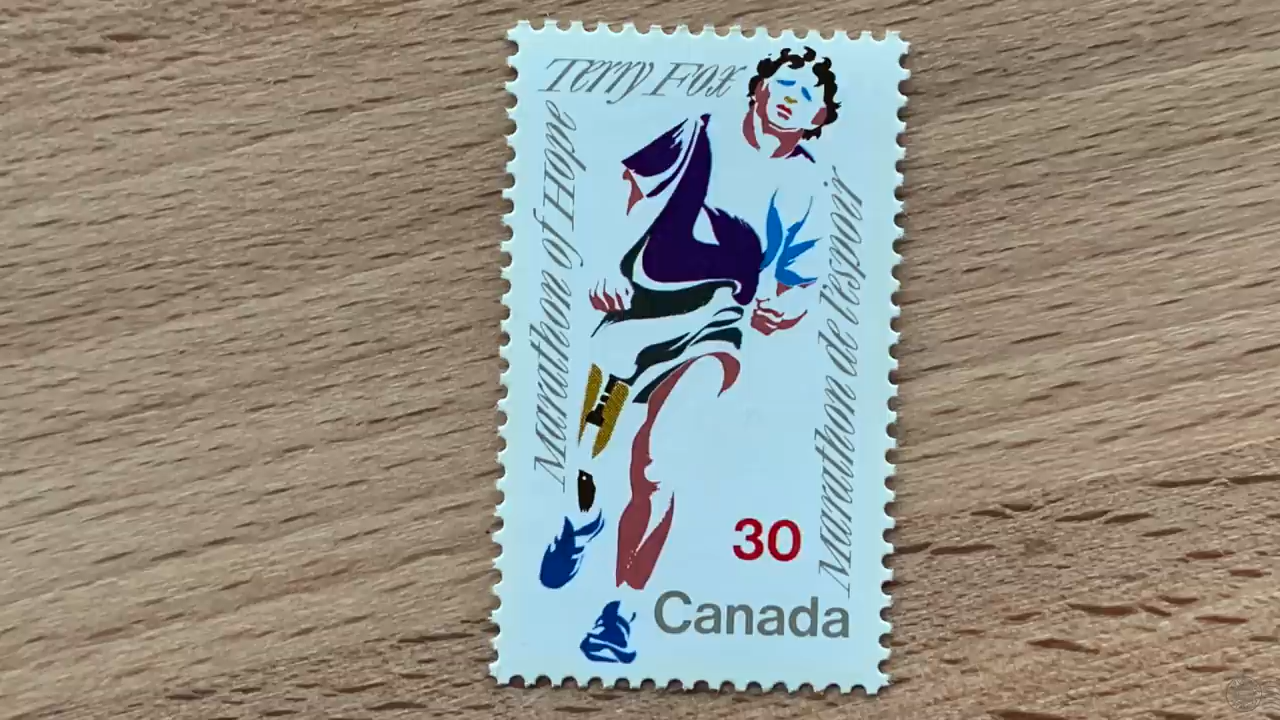 Terry Fox
Marathon of Hope
Marathon de l'espoir
30
Canada